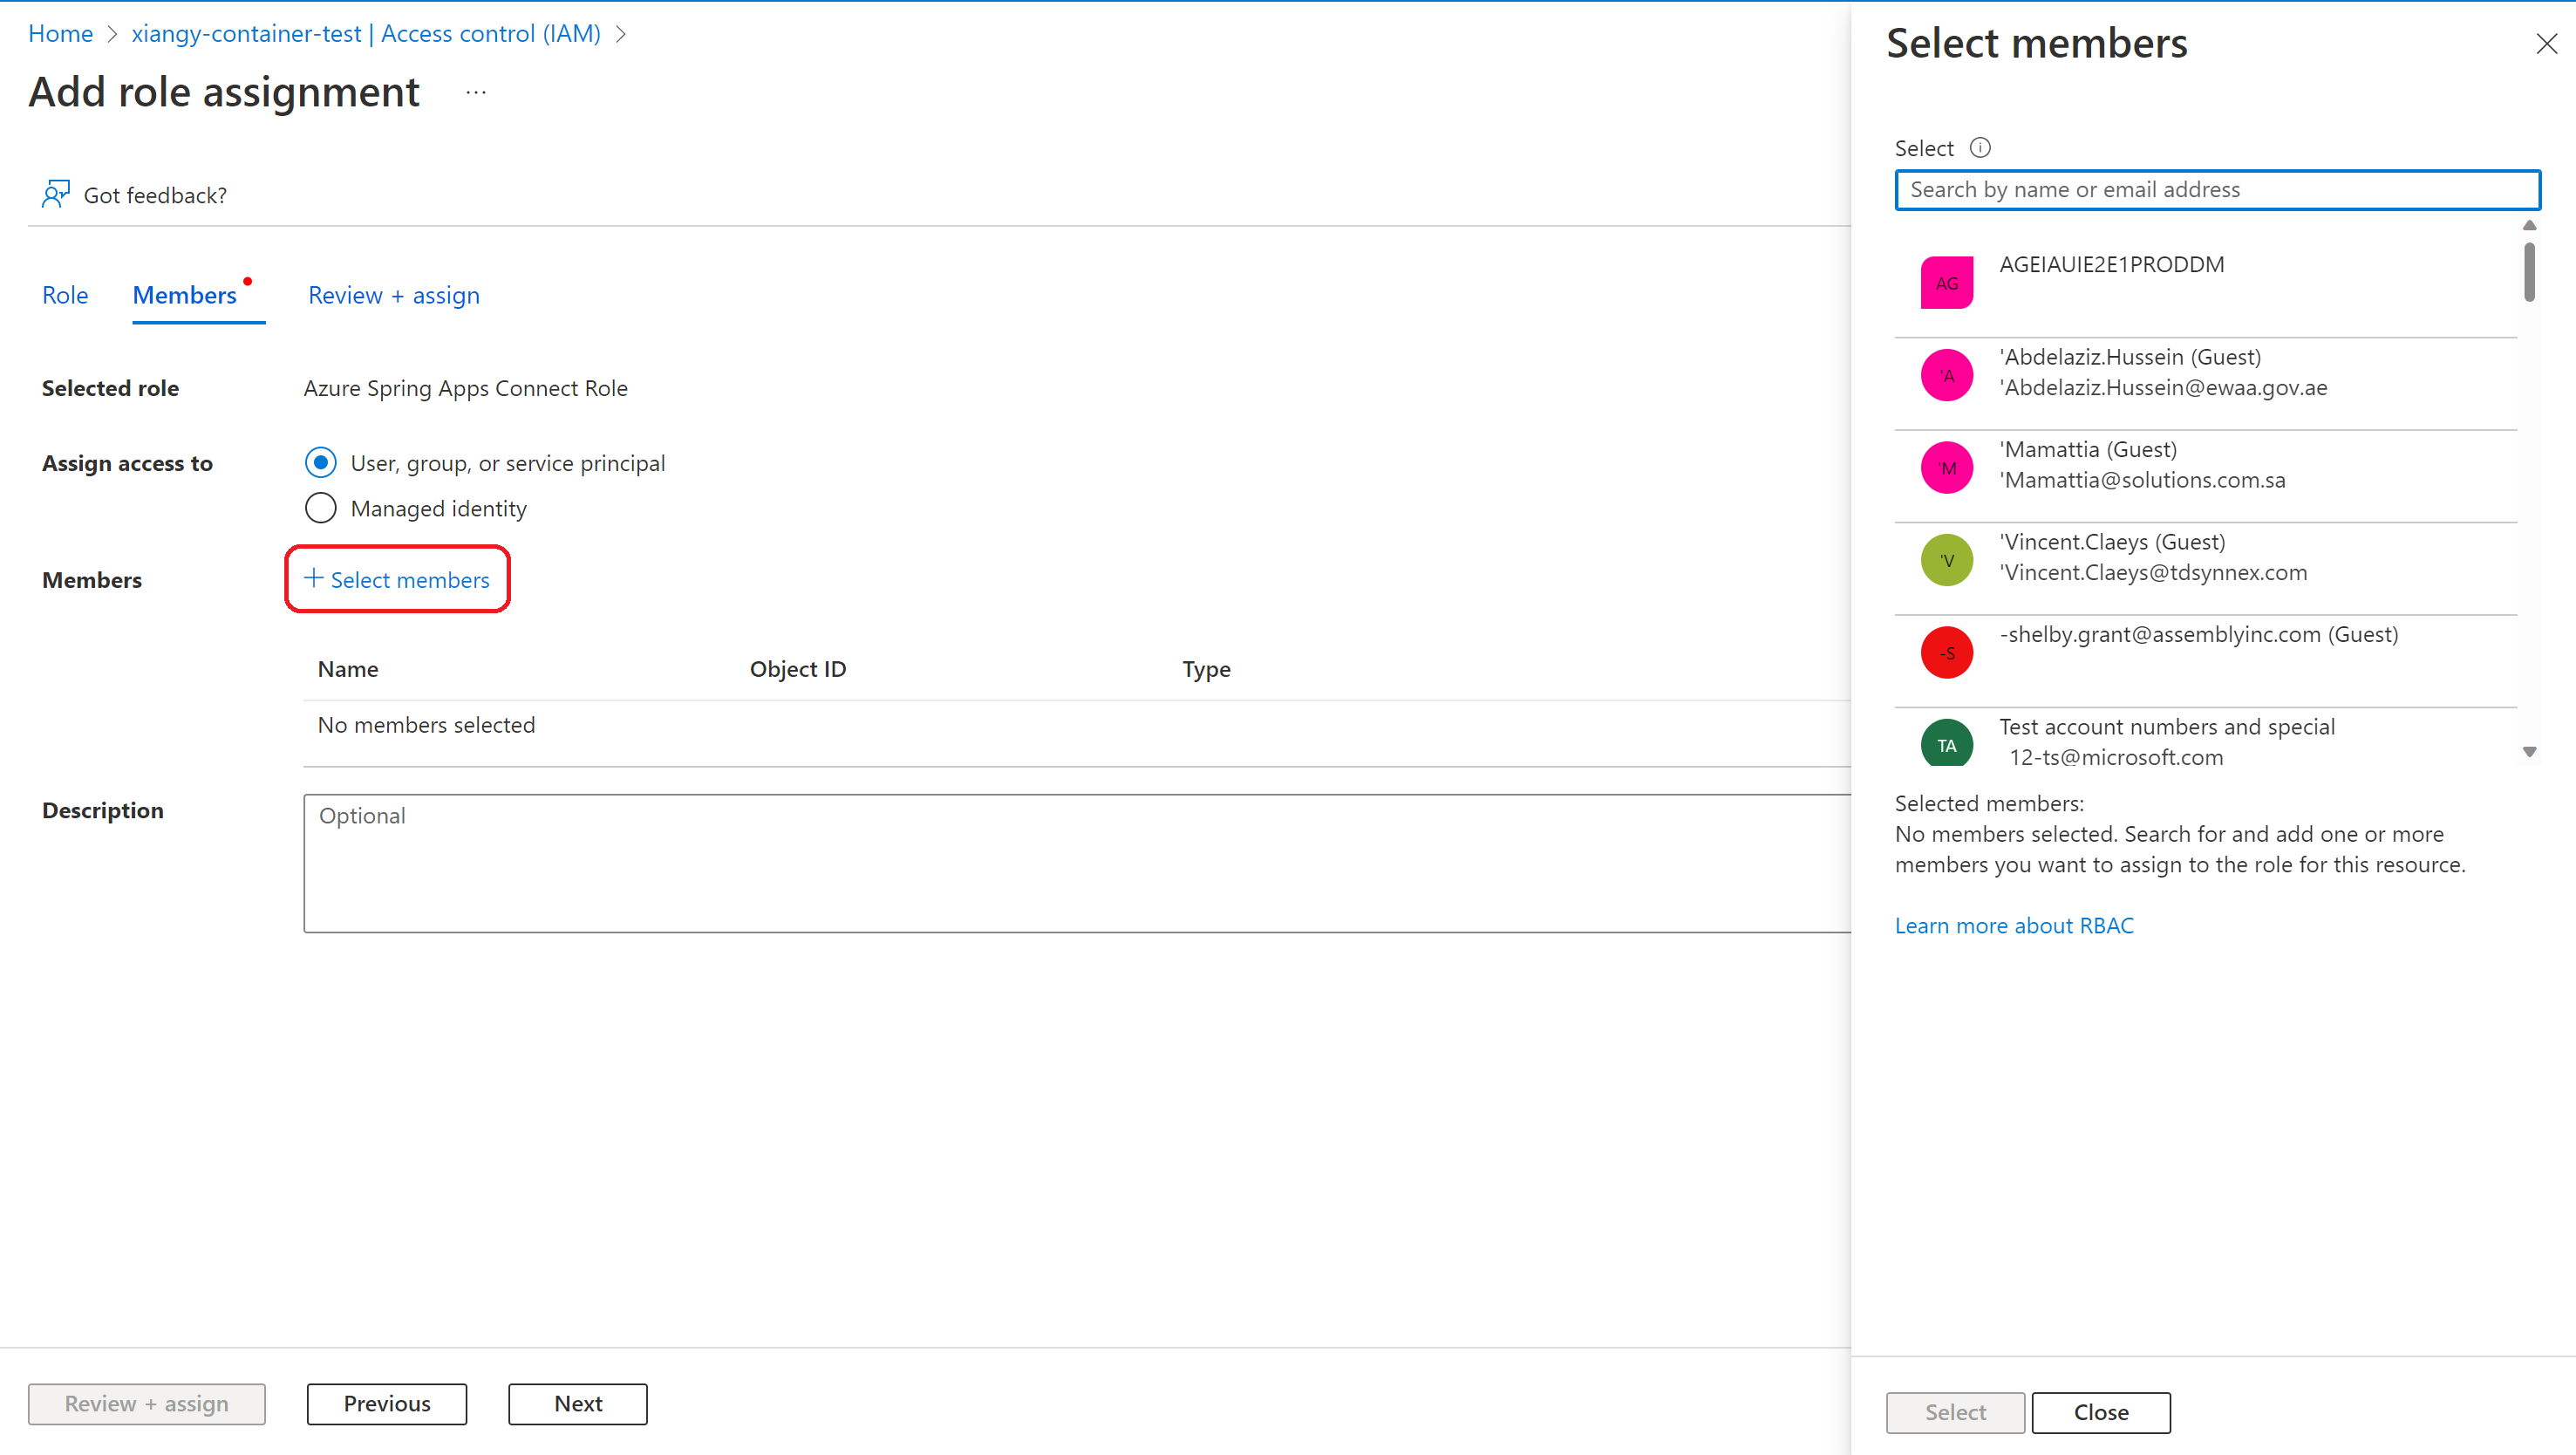 Home > xiangy-container-test | Access control (IAM) >
Add role assignment ...
Got feedback?
Role Members Review + assign
Selected role Azure Spring Apps Connect Role
Assign access to User, group, or service principal
Managed identity
Members + Select members
Name Object ID Type
No members selected
Description Optional
Review + assign Previous Next
Select members
Select
Search by name or email address
AG AGEIAUIE2E1PRODDM
'A 'Abdelaziz.Hussein (Guest)
'Abdelaziz.Hussein@ewaa.gov.ae
'M 'Mamattia (Guest)
'Mamattia@solutions.com.sa
'V 'Vincent.Claeys (Guest)
'Vincent.Claeys@tdsynnex.com
-S -shelby.grant@assemblyinc.com (Guest)
TA Test account numbers and special
12-ts@microsoft.com
Selected members:
No members selected. Search for and add one or more
members you want to assign to the role for this resource.
Learn more about RBAC
Select Close